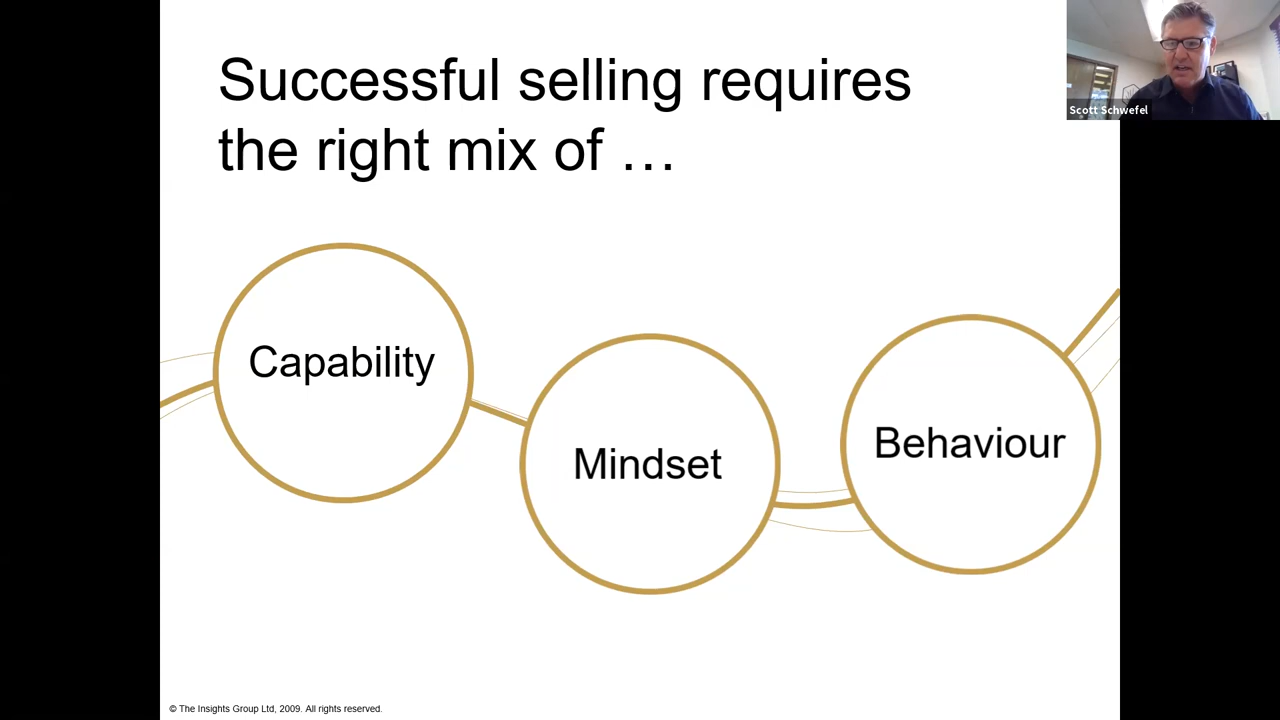 Successful selling requires
the right mix of …
Scott Schwefel
Capability
Mindset
Behaviour
© The Insights Group Ltd, 2009. All rights reserved.